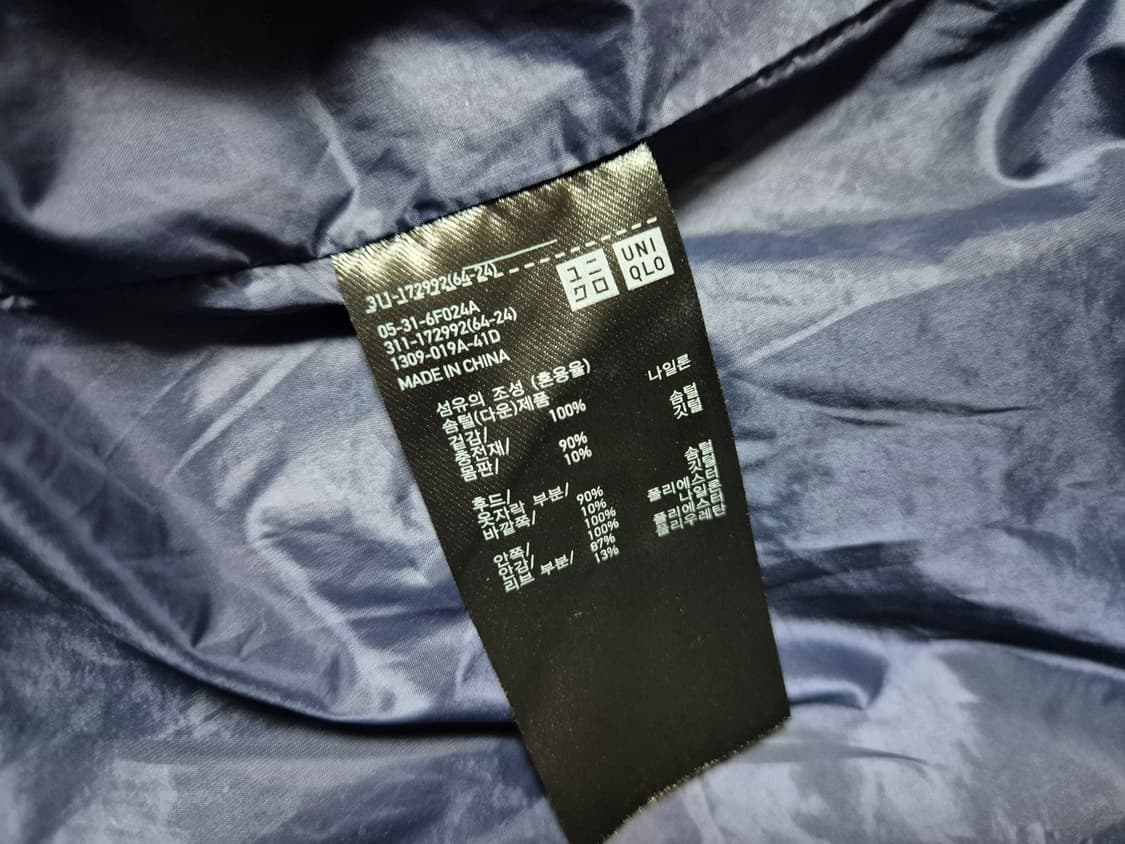 311-172992(64-24)
유니클로
UNI
QLO
05-31-6F024A
311-172992(64-24)
1309-019A-41D
MADE IN CHINA
섬유의 조성 (혼용율)
솜털(다운)제품
겉감/ 100% 나일론
충전재/
몸판/ 90% 솜털
10% 깃털
후드/
옷자락 부분/
바깥쪽/ 90% 솜털
10% 깃털
안쪽/ 100% 폴리에스터
안감/ 100% 나일론
리브 부분/ 87% 폴리에스터
13% 폴리우레탄